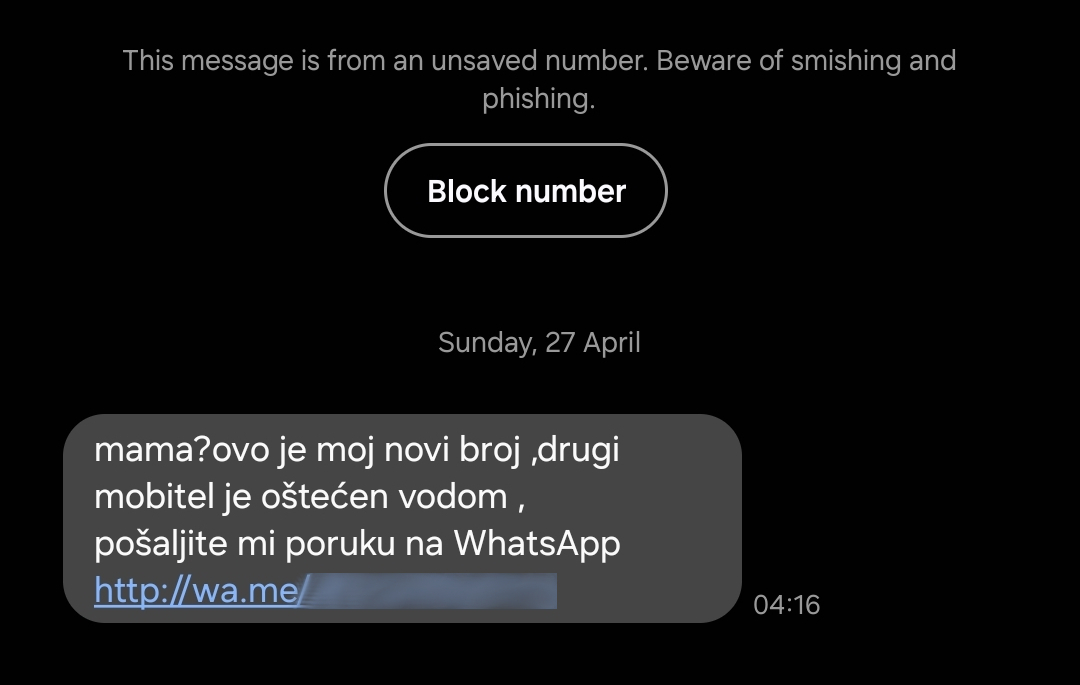 This message is from an unsaved number. Beware of smishing and
phishing.
Block number
Sunday, 27 April
mama?ovo je moj novi broj ,drugi
mobitel je oštećen vodom ,
pošaljite mi poruku na WhatsApp
http://wa.me/
04:16